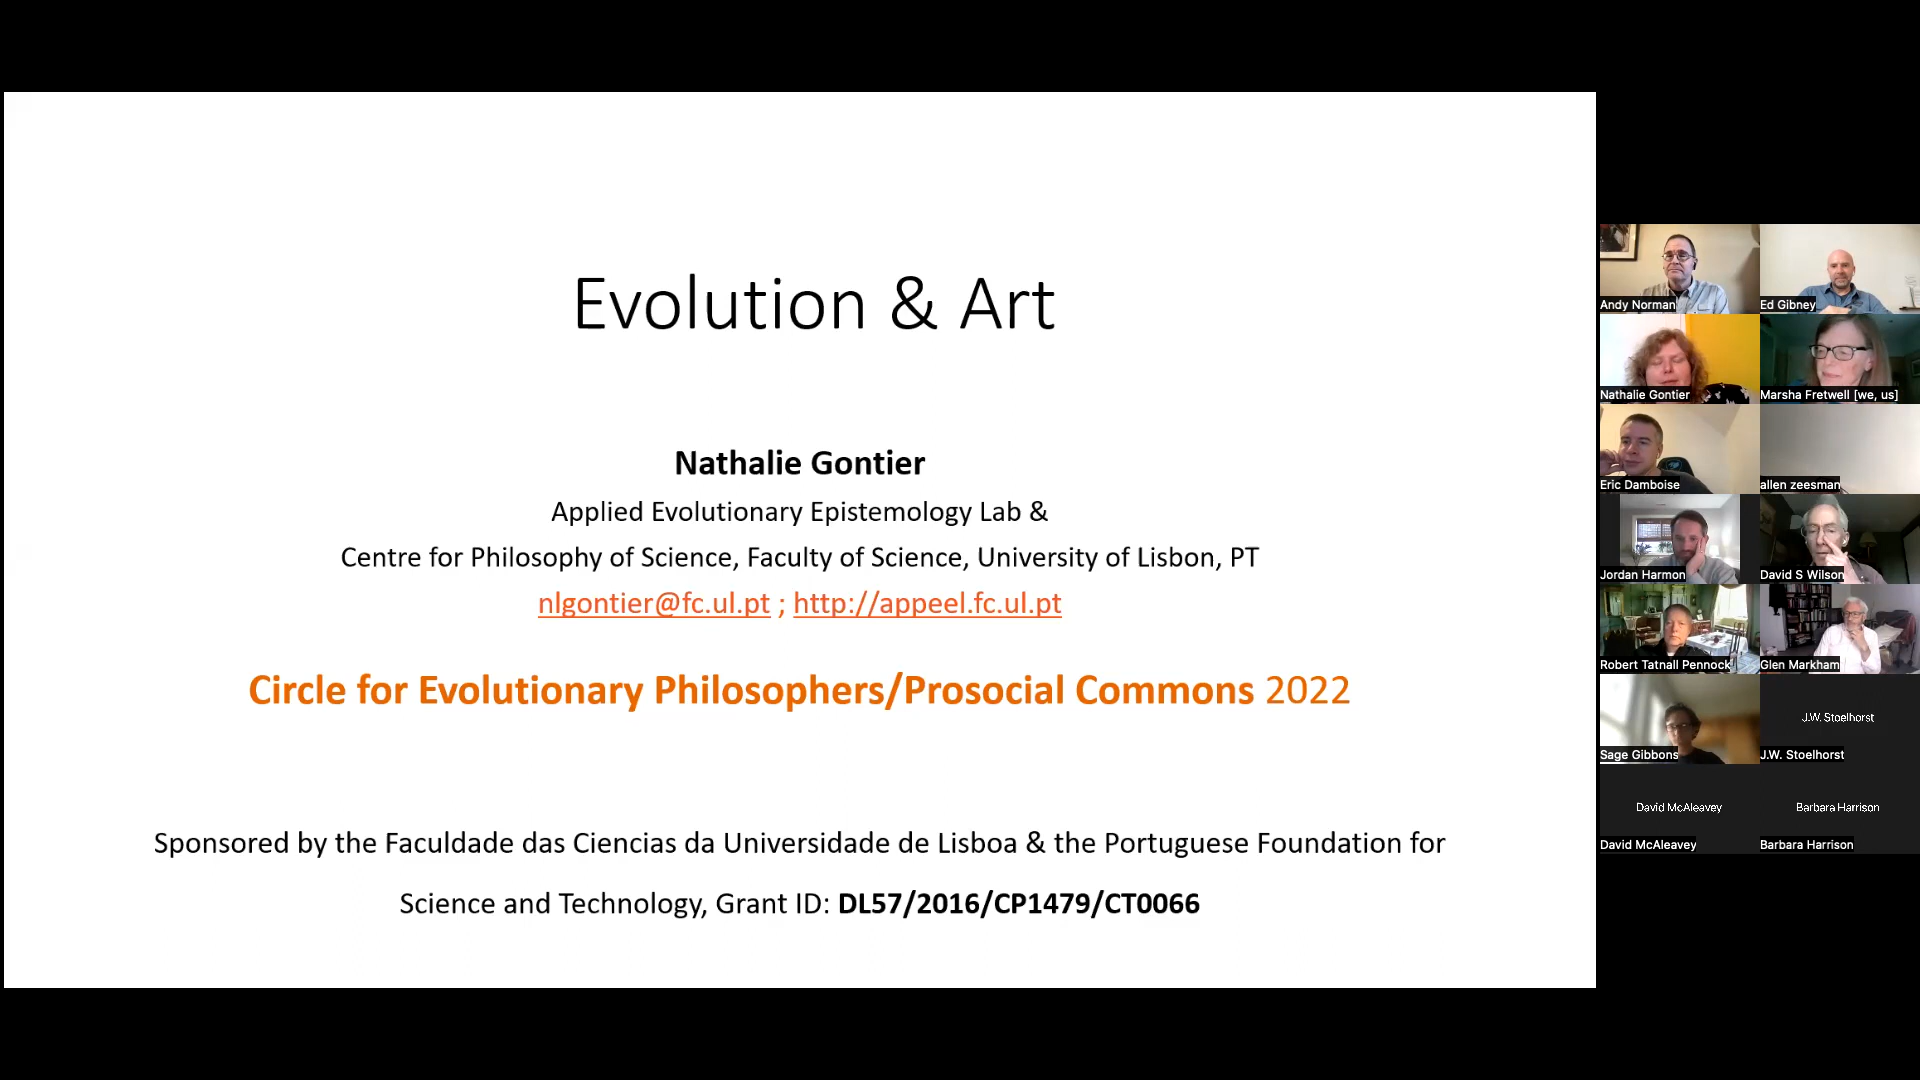 Evolution & Art
Nathalie Gontier
Applied Evolutionary Epistemology Lab &
Centre for Philosophy of Science, Faculty of Science, University of Lisbon, PT
nlgontier@fc.ul.pt ; http://appeel.fc.ul.pt
Circle for Evolutionary Philosophers/Prosocial Commons 2022
Sponsored by the Faculdade das Ciencias da Universidade de Lisboa & the Portuguese Foundation for
Science and Technology, Grant ID: DL57/2016/CP1479/CT0066
Andy Norman
Ed Gibney
Nathalie Gontier
Marsha Fretwell [we, us]
Eric Damboise
allen zeesman
Jordan Harmon
David S Wilson
Robert Tatnall Pennock
Glen Markham
Sage Gibbons
J.W. Stoelhorst
J.W. Stoelhorst
David McAleavey
David McAleavey
Barbara Harrison
Barbara Harrison